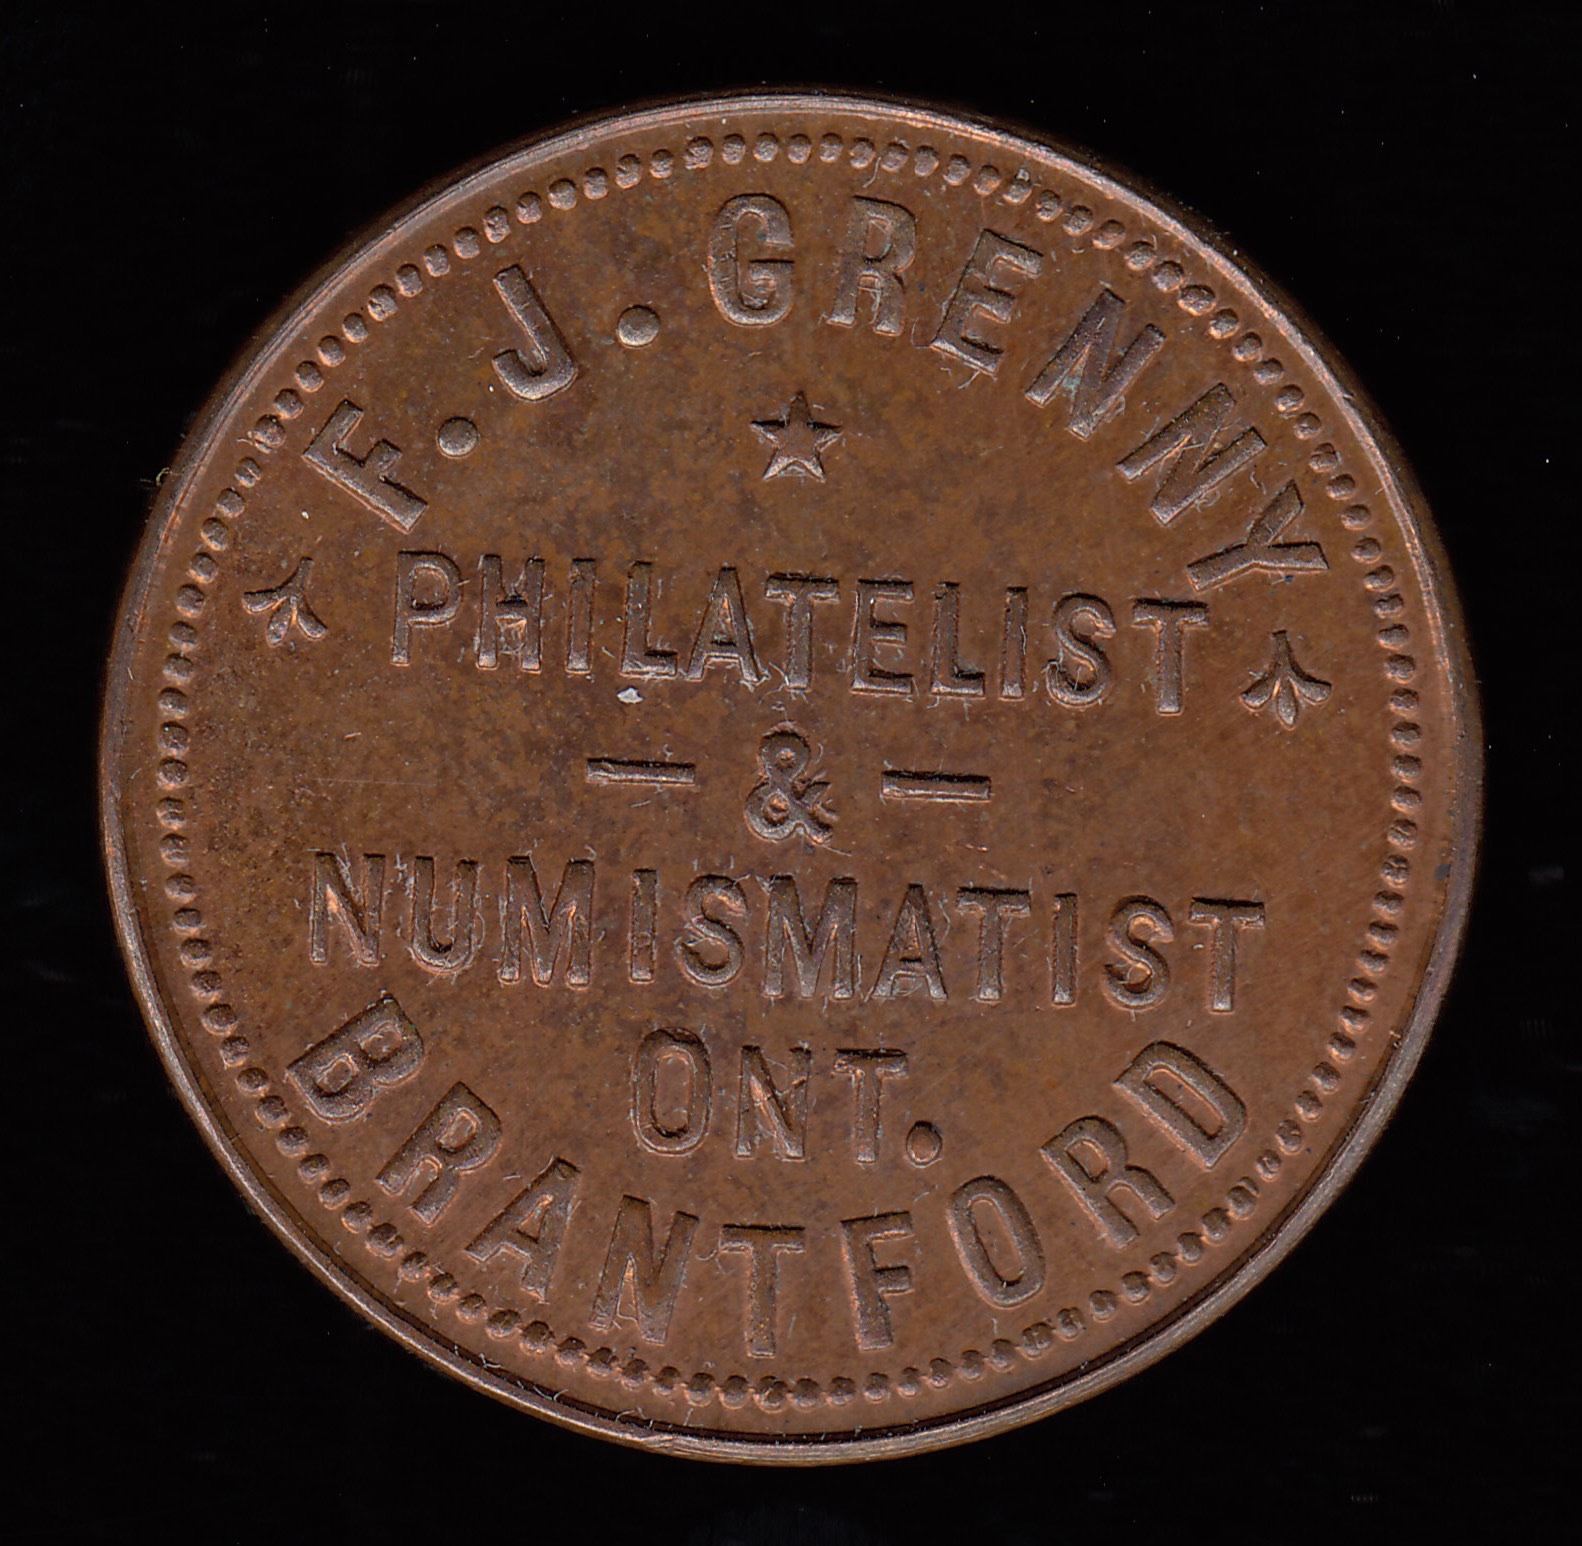 F. J. GRENNY
PHILATELIST
— & —
NUMISMATIST
ONT.
BRANTFORD